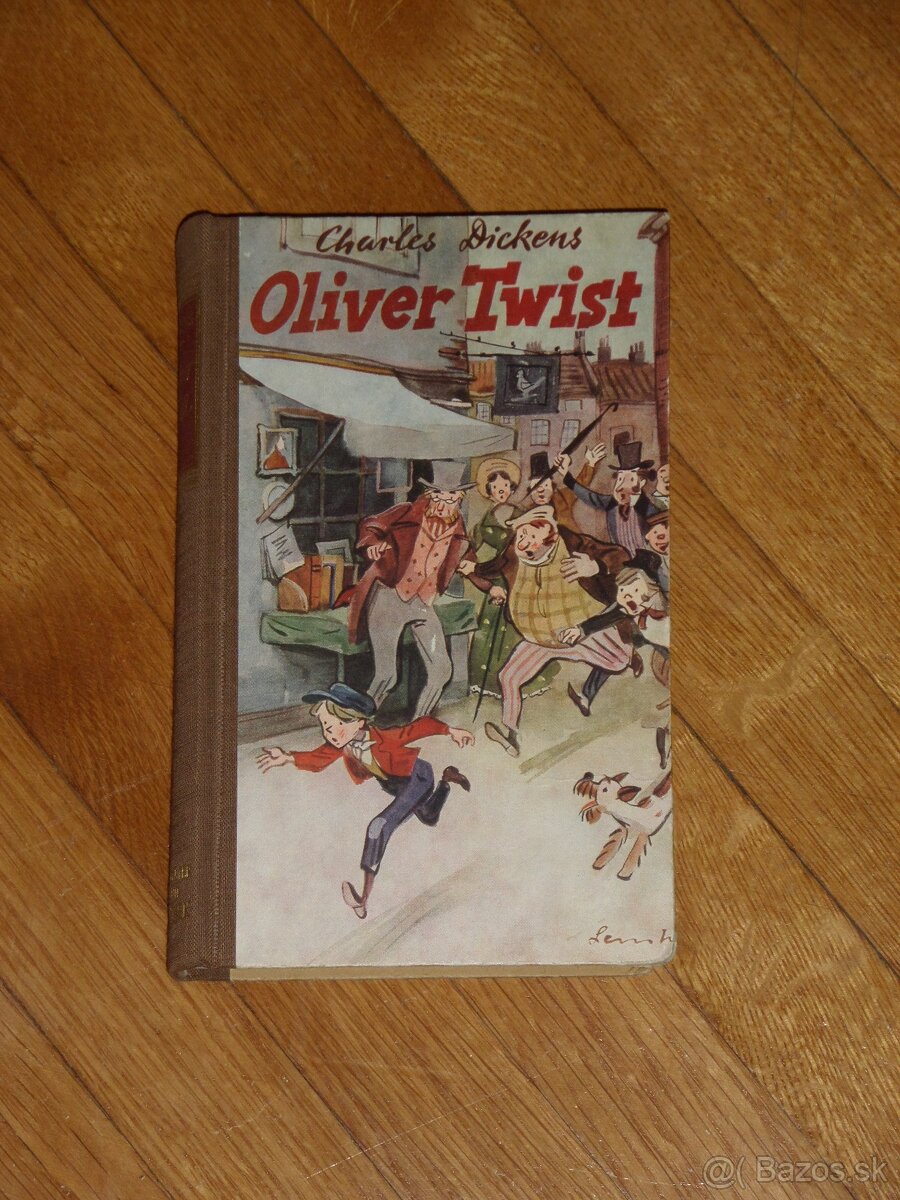 Charles Dickens
Oliver Twist
@( Bazos.sk